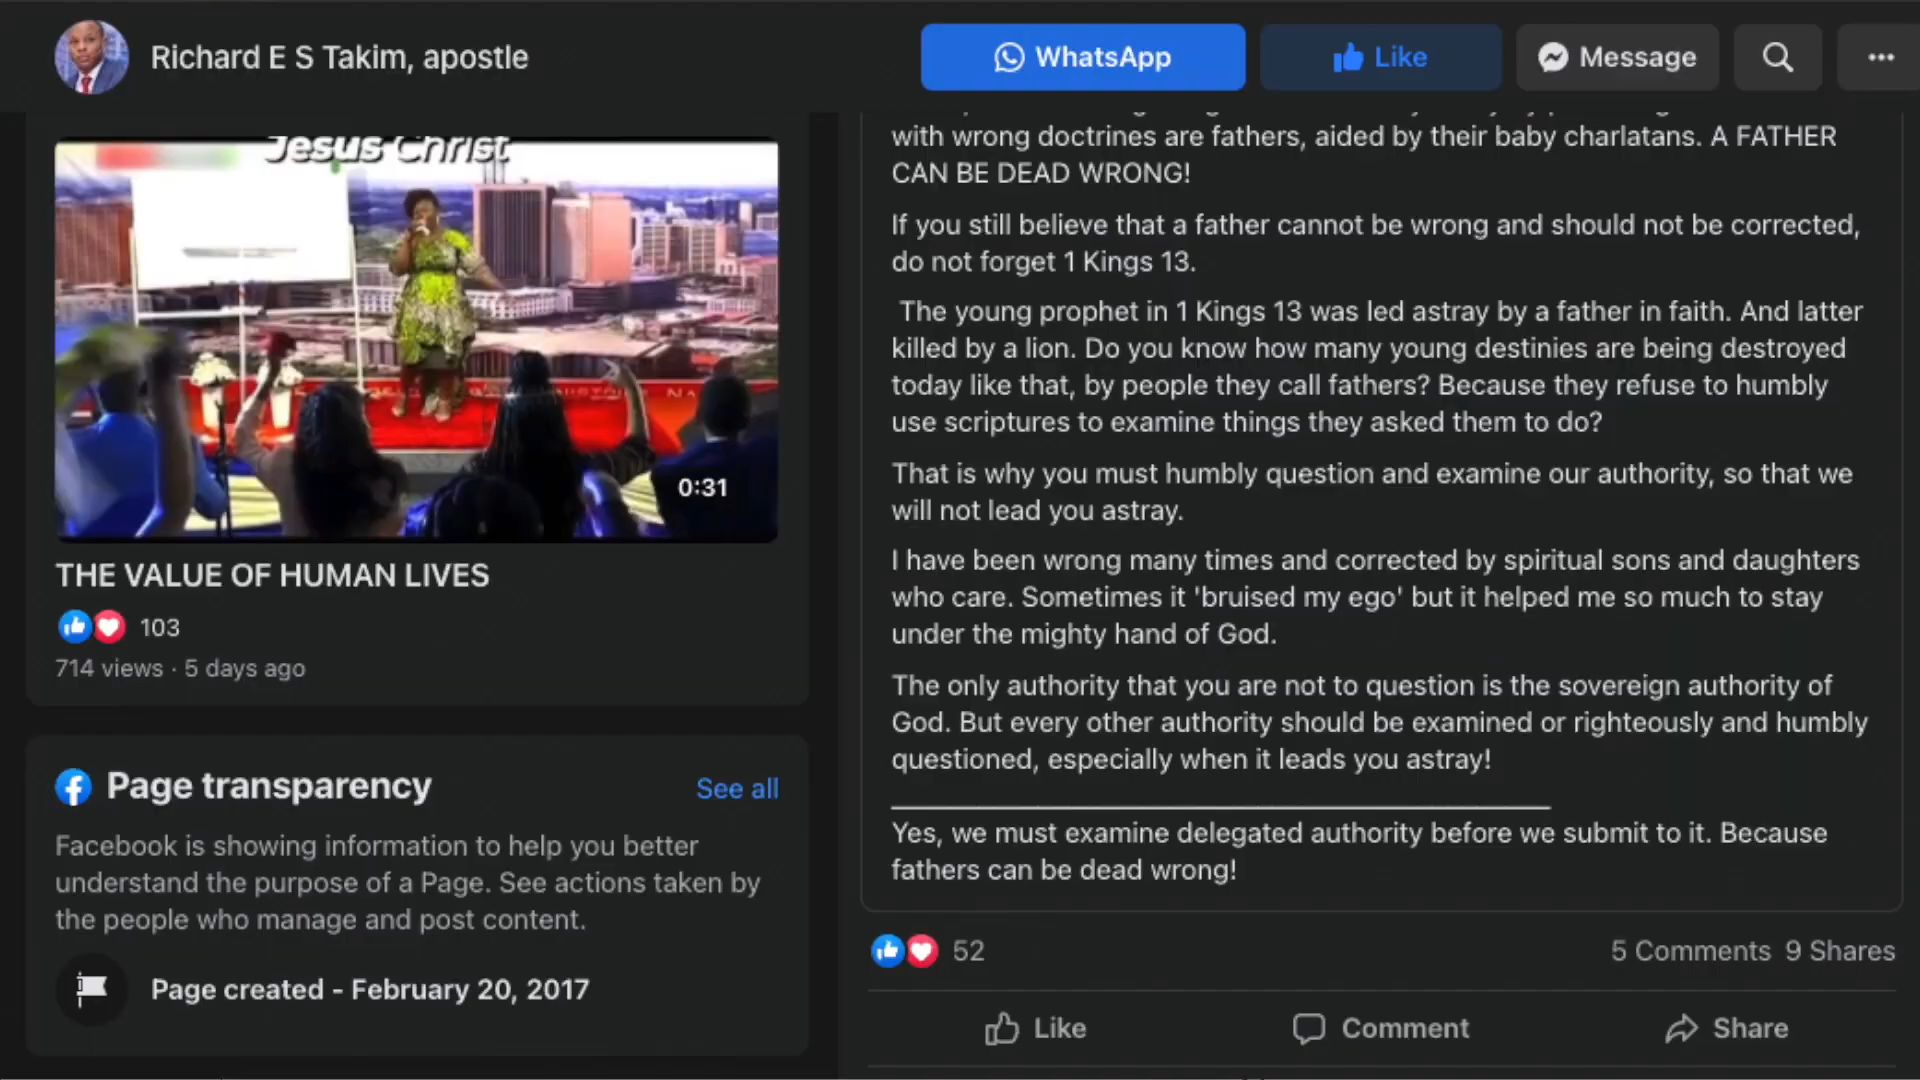 Richard E S Takim, apostle
WhatsApp
Like
Message
Jesus Christ
0:31
THE VALUE OF HUMAN LIVES
103
714 views · 5 days ago
Page transparency
See all
Facebook is showing information to help you better
understand the purpose of a Page. See actions taken by
the people who manage and post content.
Page created - February 20, 2017
with wrong doctrines are fathers, aided by their baby charlatans. A FATHER
CAN BE DEAD WRONG!
If you still believe that a father cannot be wrong and should not be corrected,
do not forget 1 Kings 13.
The young prophet in 1 Kings 13 was led astray by a father in faith. And latter
killed by a lion. Do you know how many young destinies are being destroyed
today like that, by people they call fathers? Because they refuse to humbly
use scriptures to examine things they asked them to do?
That is why you must humbly question and examine our authority, so that we
will not lead you astray.
I have been wrong many times and corrected by spiritual sons and daughters
who care. Sometimes it 'bruised my ego' but it helped me so much to stay
under the mighty hand of God.
The only authority that you are not to question is the sovereign authority of
God. But every other authority should be examined or righteously and humbly
questioned, especially when it leads you astray!
Yes, we must examine delegated authority before we submit to it. Because
fathers can be dead wrong!
52
5 Comments 9 Shares
Like
Comment
Share